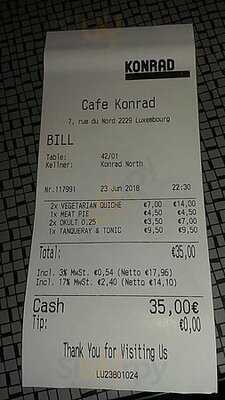 KONRAD
Cafe Konrad
7, rue du Nord 2229 Luxembourg
BILL
Table: 42/01
Kellner: Konrad North
Nr.117991 23 Jun 2018 22:30
2x VEGETARIAN QUICHE €7,00 €14,00
1x MEAT PIE €4,50 €4,50
2x OKULT 0,25 €3,50 €7,00
1x TANQUERAY & TONIC €9,50 €9,50
Total: €35,00
Incl. 3% MwSt. €0,54 (Netto €17,96)
Incl. 17% MwSt. €2,40 (Netto €14,10)
Cash 35,00€
Tip: €0,00
Thank You for Visiting Us
LU23801024